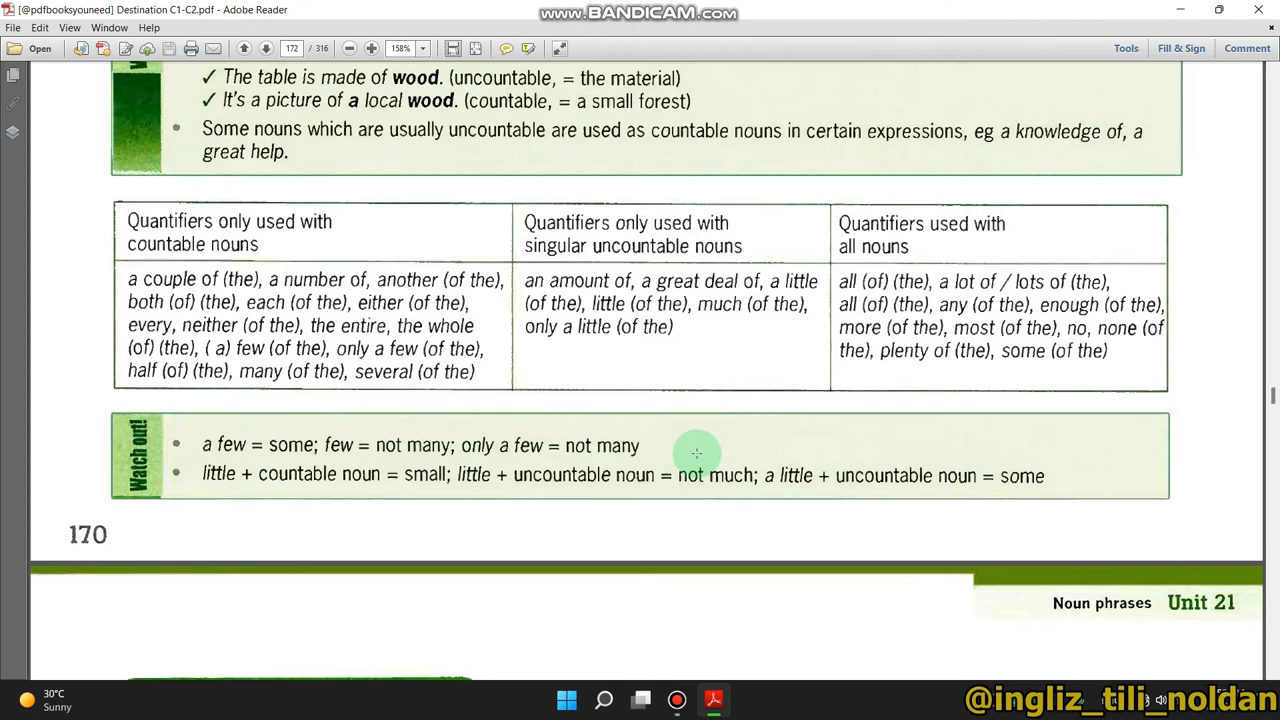 [@pdfbooksyouneed] Destination C1-C2.pdf - Adobe Reader
www.BANDICAM.com
File Edit View Window Help
Open 172 / 316 158% Tools Fill & Sign Comment
✓ The table is made of wood. (uncountable, = the material)
✓ It's a picture of a local wood. (countable, = a small forest)
• Some nouns which are usually uncountable are used as countable nouns in certain expressions, eg a knowledge of, a
great help.
Quantifiers only used with
countable nouns
a couple of (the), a number of, another (of the),
both (of) (the), each (of the), either (of the),
every, neither (of the), the entire, the whole
(of) (the), ( a) few (of the), only a few (of the),
half (of) (the), many (of the), several (of the)
Quantifiers only used with
singular uncountable nouns
an amount of, a great deal of, a little
(of the), little (of the), much (of the),
only a little (of the)
Quantifiers used with
all nouns
all (of) (the), a lot of / lots of (the),
all (of) (the), any (of the), enough (of the),
more (of the), most (of the), no, none (of
the), plenty of (the), some (of the)
Watch out!
• a few = some; few = not many; only a few = not many
• little + countable noun = small; little + uncountable noun = not much; a little + uncountable noun = some
170
Noun phrases Unit 21
30°C
Sunny
@ingliz_tili_noldan